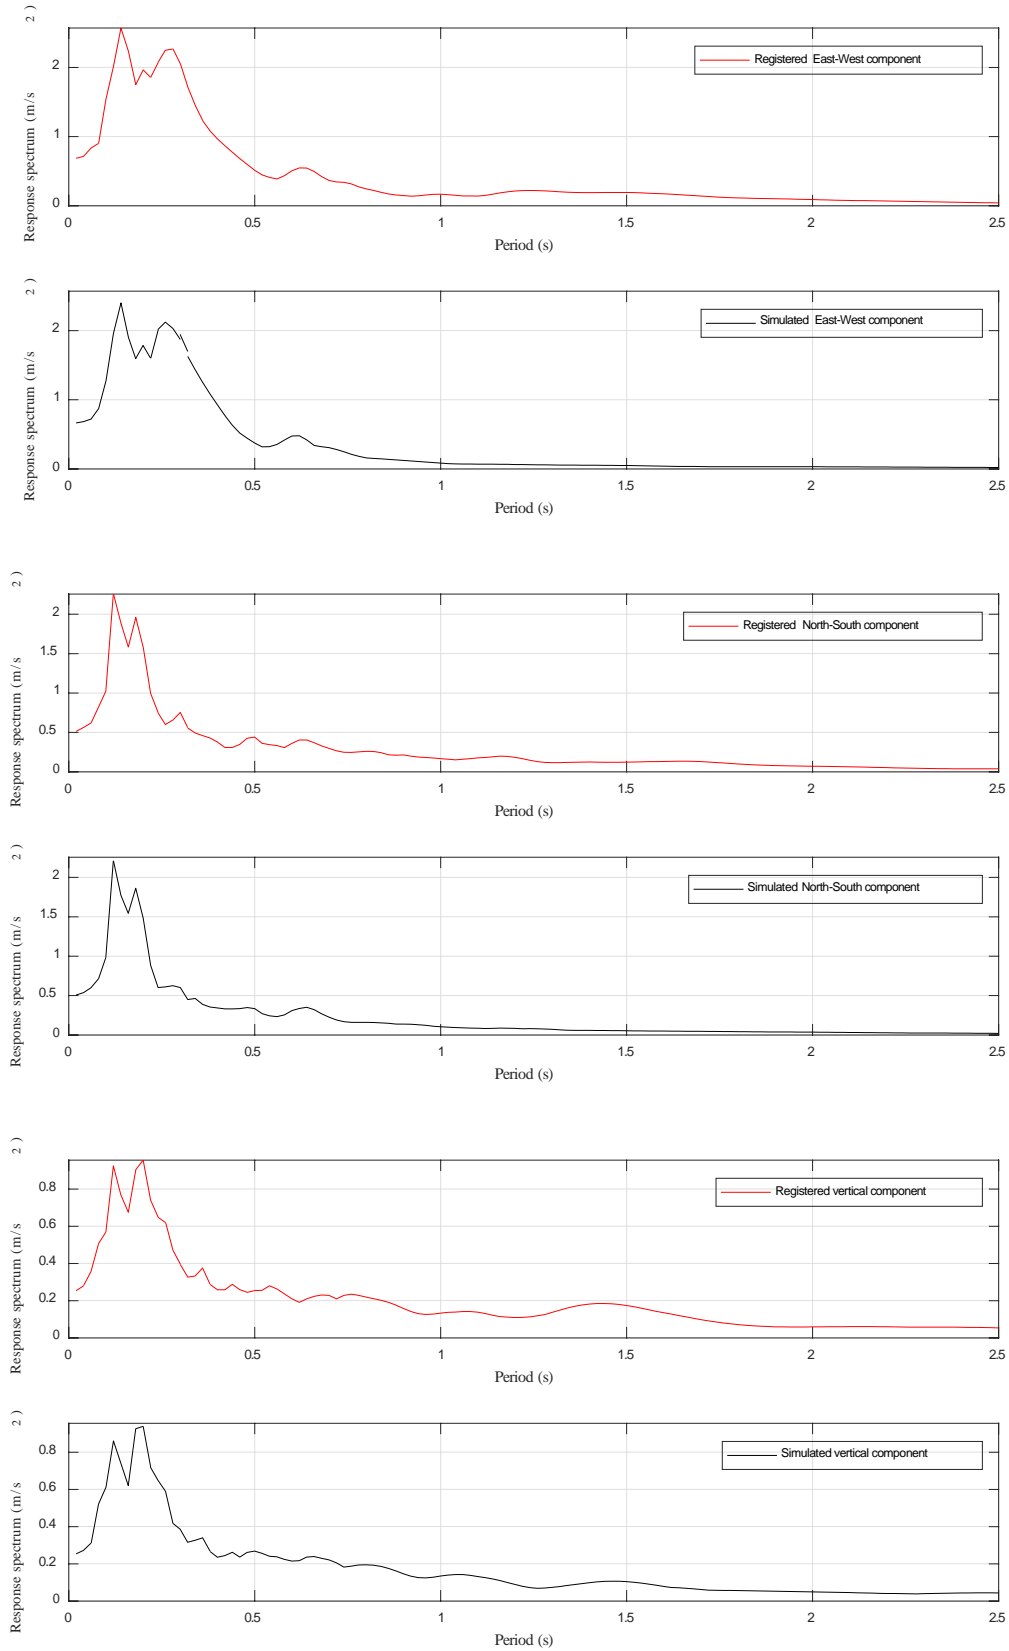 Response spectrum (m/s 2)
2
1
0
Registered East-West component
0 0.5 1 1.5 2 2.5
Period (s)
Response spectrum (m/s 2)
2
1
0
Simulated East-West component
0 0.5 1 1.5 2 2.5
Period (s)
Response spectrum (m/s 2)
2
1.5
1
0.5
0
Registered North-South component
0 0.5 1 1.5 2 2.5
Period (s)
Response spectrum (m/s 2)
2
1.5
1
0.5
0
Simulated North-South component
0 0.5 1 1.5 2 2.5
Period (s)
Response spectrum (m/s 2)
0.8
0.6
0.4
0.2
0
Registered vertical component
0 0.5 1 1.5 2 2.5
Period (s)
Response spectrum (m/s 2)
0.8
0.6
0.4
0.2
0
Simulated vertical component
0 0.5 1 1.5 2 2.5
Period (s)